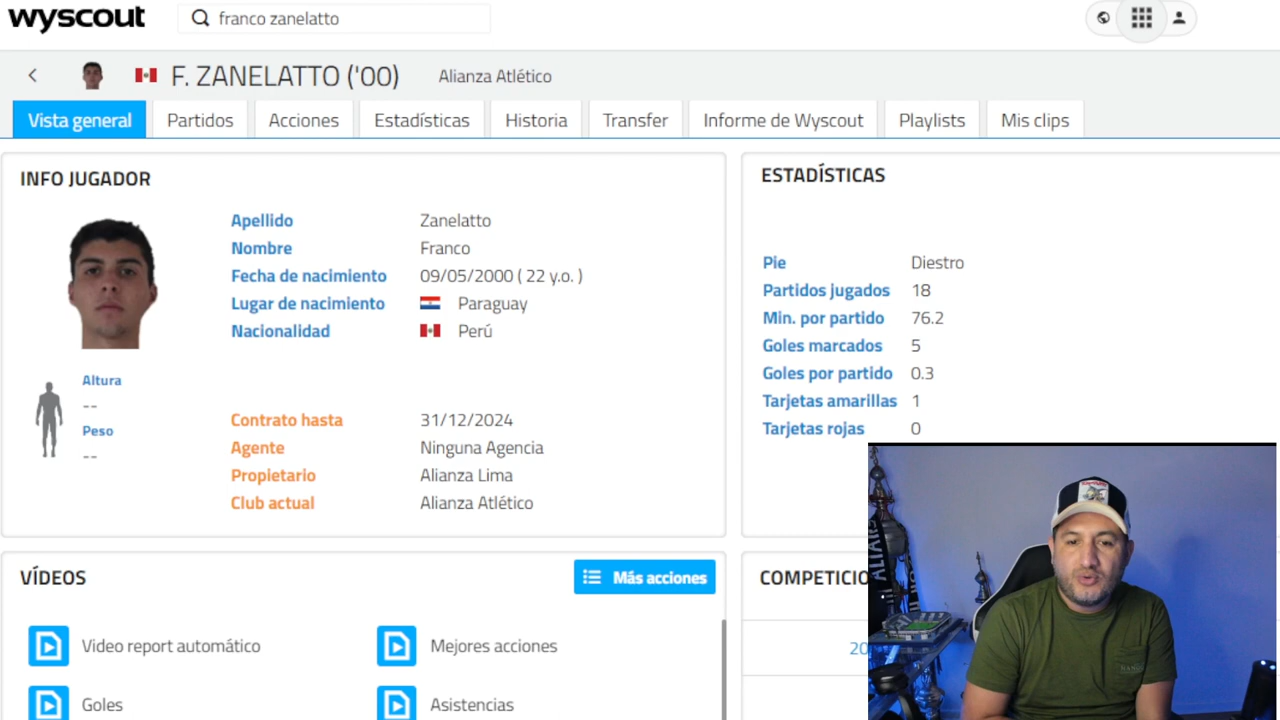 wyscout
franco zanelatto
F. ZANELATTO ('00)
Alianza Atlético
Vista general
Partidos
Acciones
Estadísticas
Historia
Transfer
Informe de Wyscout
Playlists
Mis clips
INFO JUGADOR
Apellido Zanelatto
Nombre Franco
Fecha de nacimiento 09/05/2000 ( 22 y.o. )
Lugar de nacimiento Paraguay
Nacionalidad Perú
Altura
--
Peso
--
Contrato hasta 31/12/2024
Agente Ninguna Agencia
Propietario Alianza Lima
Club actual Alianza Atlético
ESTADÍSTICAS
Pie Diestro
Partidos jugados 18
Min. por partido 76.2
Goles marcados 5
Goles por partido 0.3
Tarjetas amarillas 1
Tarjetas rojas 0
VÍDEOS
Más acciones
Video report automático
Mejores acciones
Goles
Asistencias
COMPETICIO
20